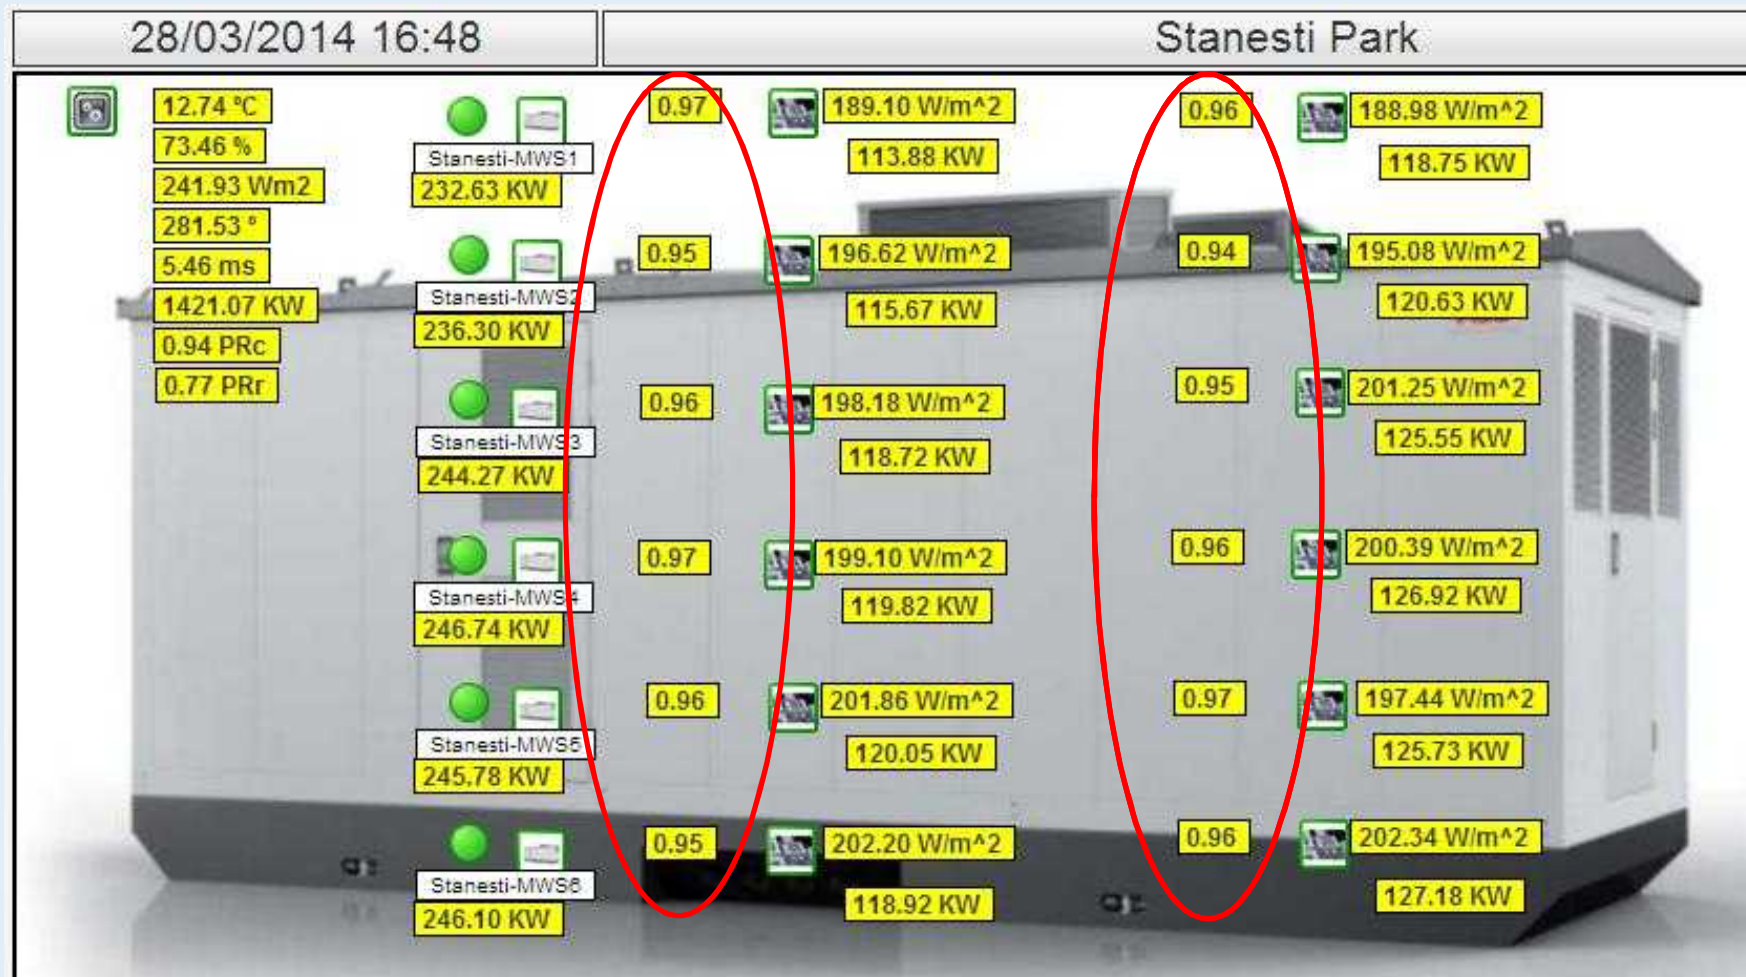 28/03/2014 16:48
Stanesti Park
12.74 ºC
73.46 %
241.93 Wm2
281.53 º
5.46 ms
1421.07 KW
0.94 PRc
0.77 PRr
Stanesti-MWS1
232.63 KW
0.97
189.10 W/m^2
113.88 KW
0.96
188.98 W/m^2
118.75 KW
Stanesti-MWS2
236.30 KW
0.95
196.62 W/m^2
115.67 KW
0.94
195.08 W/m^2
120.63 KW
Stanesti-MWS3
244.27 KW
0.96
198.18 W/m^2
118.72 KW
0.95
201.25 W/m^2
125.55 KW
Stanesti-MWS4
246.74 KW
0.97
199.10 W/m^2
119.82 KW
0.96
200.39 W/m^2
126.92 KW
Stanesti-MWS5
245.78 KW
0.96
201.86 W/m^2
120.05 KW
0.97
197.44 W/m^2
125.73 KW
Stanesti-MWS6
246.10 KW
0.95
202.20 W/m^2
118.92 KW
0.96
202.34 W/m^2
127.18 KW